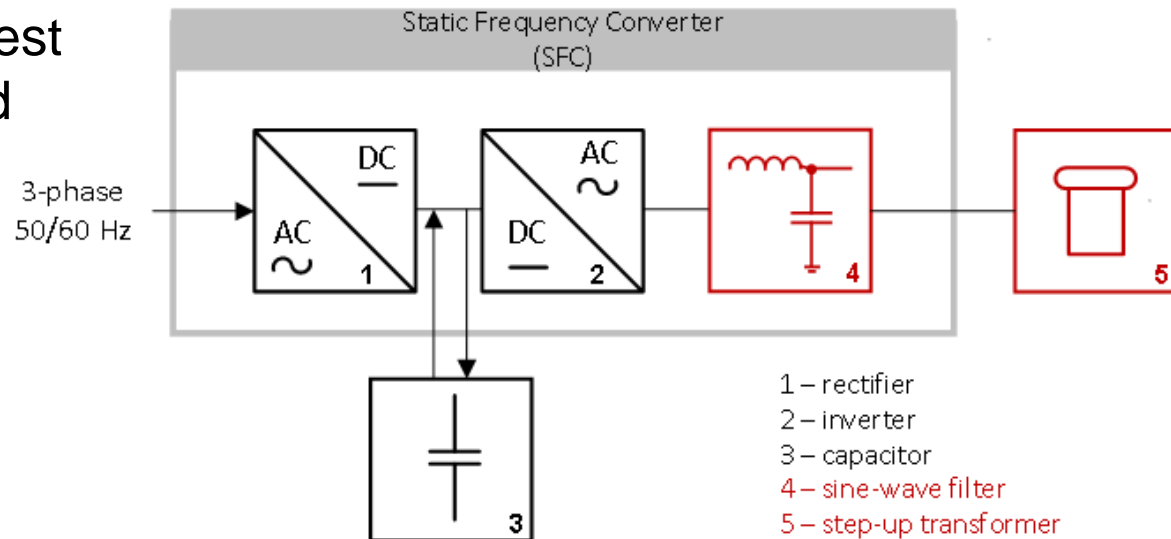 est
d
Static Frequency Converter
(SFC)
3-phase
50/60 Hz
DC
AC
1
AC
DC
2
4
5
3
1 – rectifier
2 – inverter
3 – capacitor
4 – sine-wave filter
5 – step-up transformer